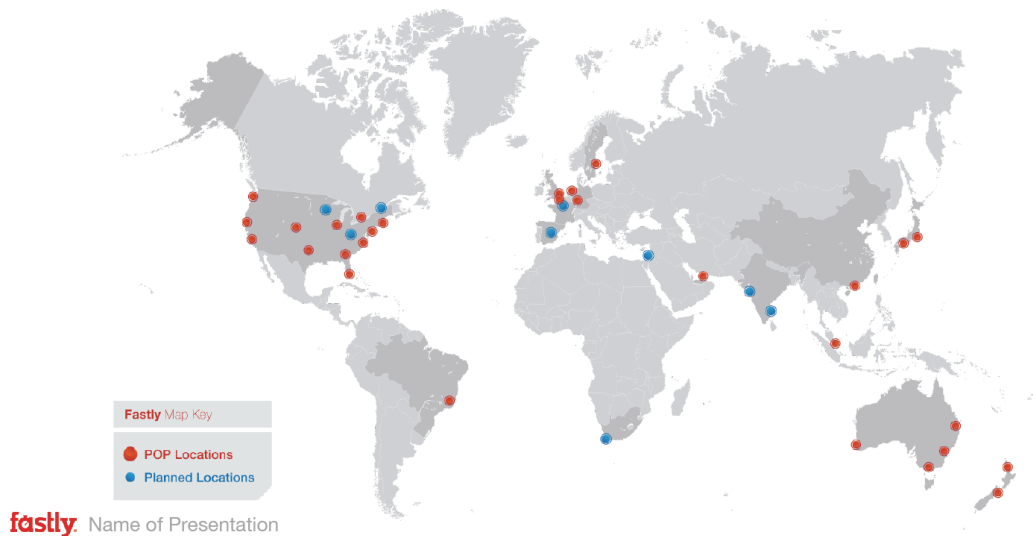 Fastly Map Key
POP Locations
Planned Locations
fastly. Name of Presentation